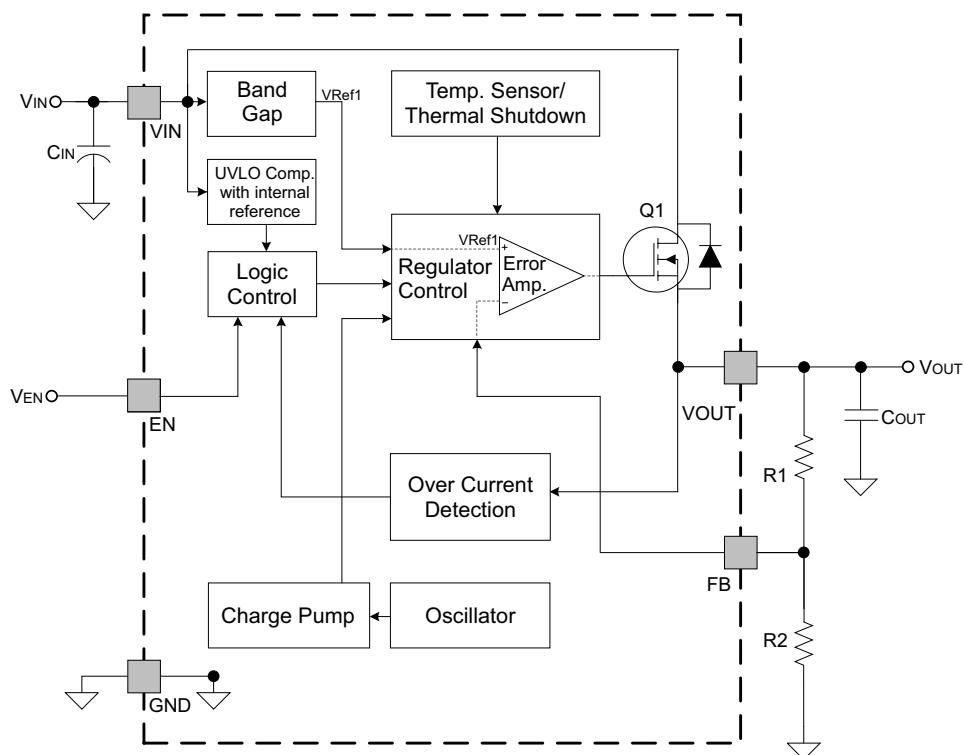 Band
Gap
VRef1
Temp. Sensor/
Thermal Shutdown
VIN
VIN
CIN
UVLO Comp.
with internal
reference
Q1
VRef1
+
Logic
Control
Regulator
Control
Error
Amp.
−
VEN
EN
VOUT
VOUT
COUT
R1
Over Current
Detection
FB
Charge Pump
Oscillator
R2
GND